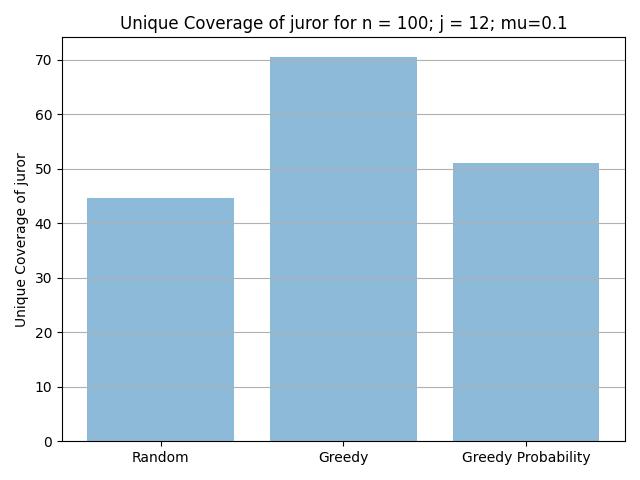 Unique Coverage of juror for n = 100; j = 12; mu=0.1
Unique Coverage of juror
70
60
50
40
30
20
10
0
Random
Greedy
Greedy Probability